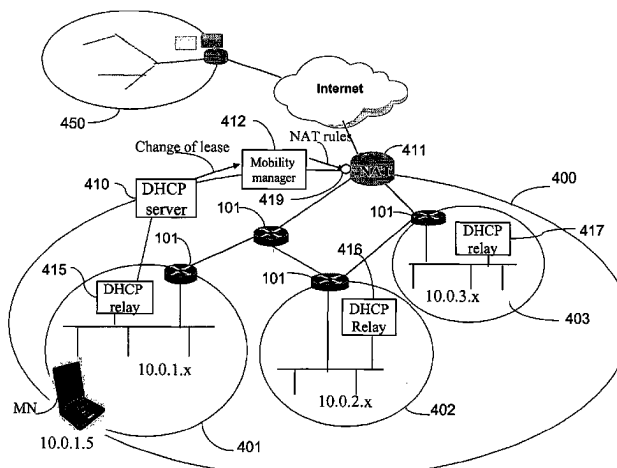 Internet
450
412
NAT rules
411
Change of lease
Mobility
manager
NAT
400
410
DHCP
server
419
101
101
417
DHCP
relay
415
101
416
101
DHCP
relay
DHCP
Relay
10.0.3.x
403
10.0.1.x
10.0.2.x
MN
402
10.0.1.5
401